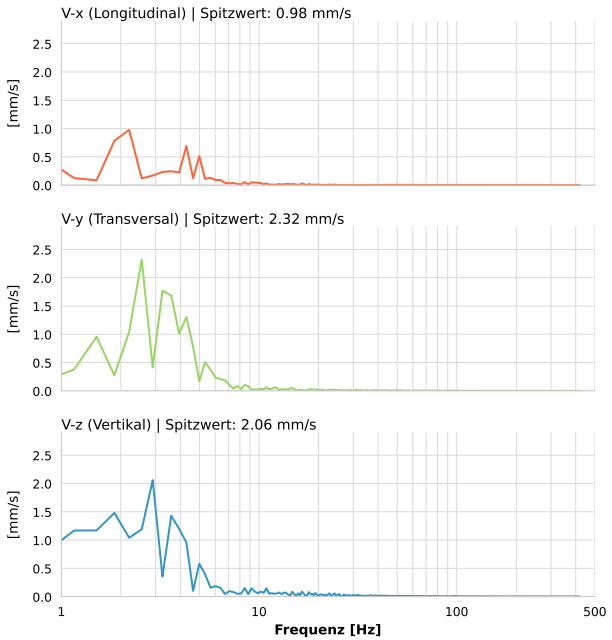 V-x (Longitudinal) | Spitzwert: 0.98 mm/s
[mm/s]
2.5
2.0
1.5
1.0
0.5
0.0
V-y (Transversal) | Spitzwert: 2.32 mm/s
[mm/s]
2.5
2.0
1.5
1.0
0.5
0.0
V-z (Vertikal) | Spitzwert: 2.06 mm/s
[mm/s]
2.5
2.0
1.5
1.0
0.5
0.0
1 10 100 500
Frequenz [Hz]